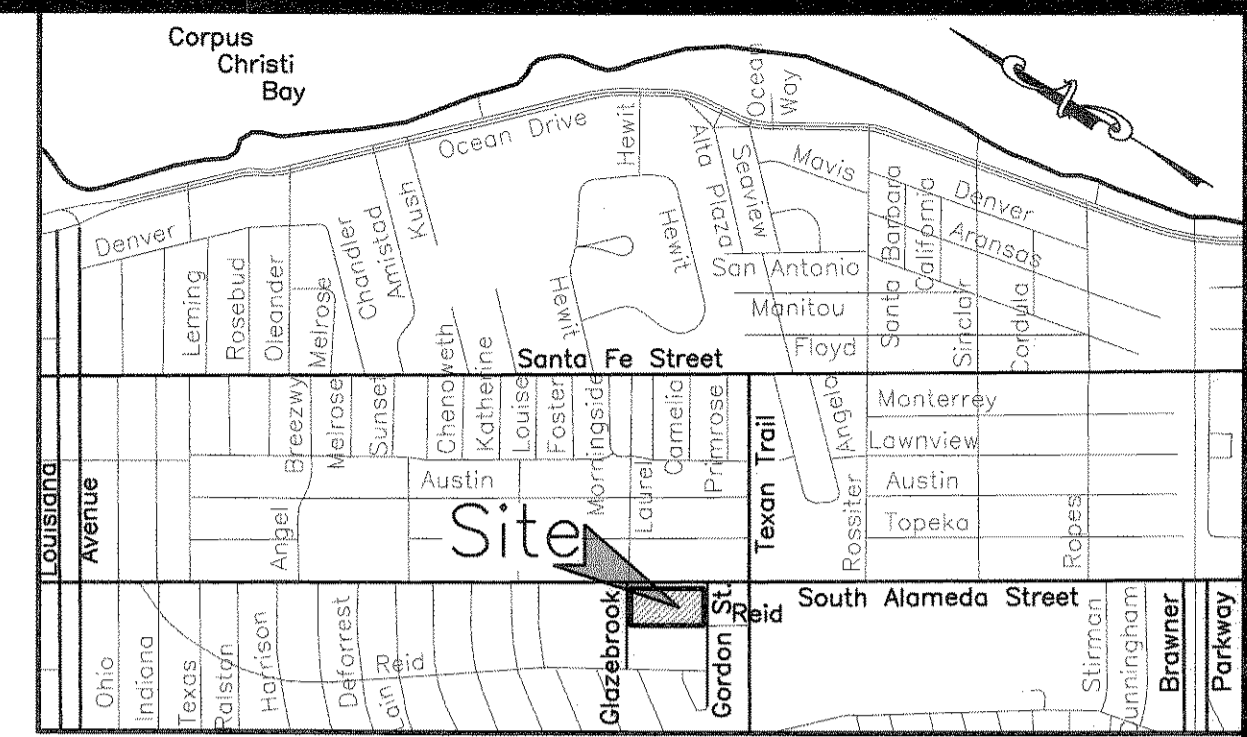 Corpus
Christi
Bay
Ocean Drive
Hewit
Ocean
Way
Alta Plaza
Seaview
Mavis
Santa Barbara
California
Denver
Aransas
Denver
Leming
Rosebud
Oleander
Melrose
Chandler
Amistad
Kush
Hewit
Hewit
San Antonio
Manitou
Floyd
Sinclair
Cordula
Santa Fe Street
Breezwy
Melrose
Sunset
Chenoweth
Katherine
Louise
Foster
Morningside
Laurel
Camelia
Primrose
Angelo
Monterrey
Lawnview
Austin
Topeka
Louisiana
Avenue
Angel
Austin
Texan Trail
Rossiter
Ropes
Site
Glazebrook
Gordon St.
Reid
South Alameda Street
Ohio
Indiana
Texas
Ralston
Harrison
Deforrest
Lain
Reid
Stirman
Cunningham
Brawner
Parkway